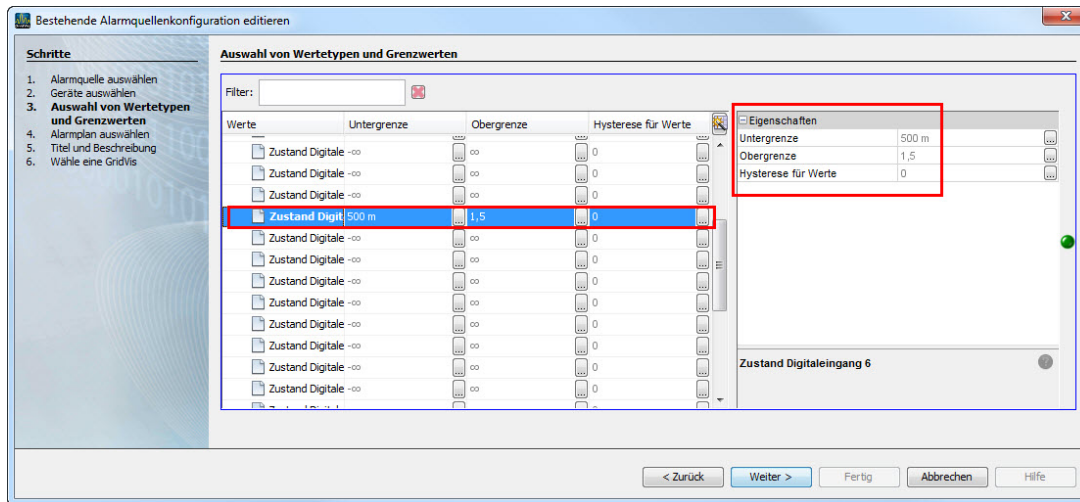 Bestehende Alarmquellenkonfiguration editieren
Schritte
1. Alarmquelle auswählen
2. Geräte auswählen
3. Auswahl von Wertetypen
und Grenzwerten
4. Alarmplan auswählen
5. Titel und Beschreibung
6. Wähle eine GridVis
Auswahl von Wertetypen und Grenzwerten
Filter:
Werte Untergrenze Obergrenze Hysterese für Werte
Zustand Digitale -∞ ... ∞ ... 0 ...
Zustand Digitale -∞ ... ∞ ... 0 ...
Zustand Digitale -∞ ... ∞ ... 0 ...
Zustand Digit 500 m ... 1,5 ... 0 ...
Zustand Digitale -∞ ... ∞ ... 0 ...
Zustand Digitale -∞ ... ∞ ... 0 ...
Zustand Digitale -∞ ... ∞ ... 0 ...
Zustand Digitale -∞ ... ∞ ... 0 ...
Zustand Digitale -∞ ... ∞ ... 0 ...
Zustand Digitale -∞ ... ∞ ... 0 ...
Zustand Digitale -∞ ... ∞ ... 0 ...
Zustand Digitale -∞ ... ∞ ... 0 ...
Eigenschaften
Untergrenze 500 m ...
Obergrenze 1,5 ...
Hysterese für Werte 0 ...
Zustand Digitaleingang 6 ?
< Zurück Weiter > Fertig Abbrechen Hilfe